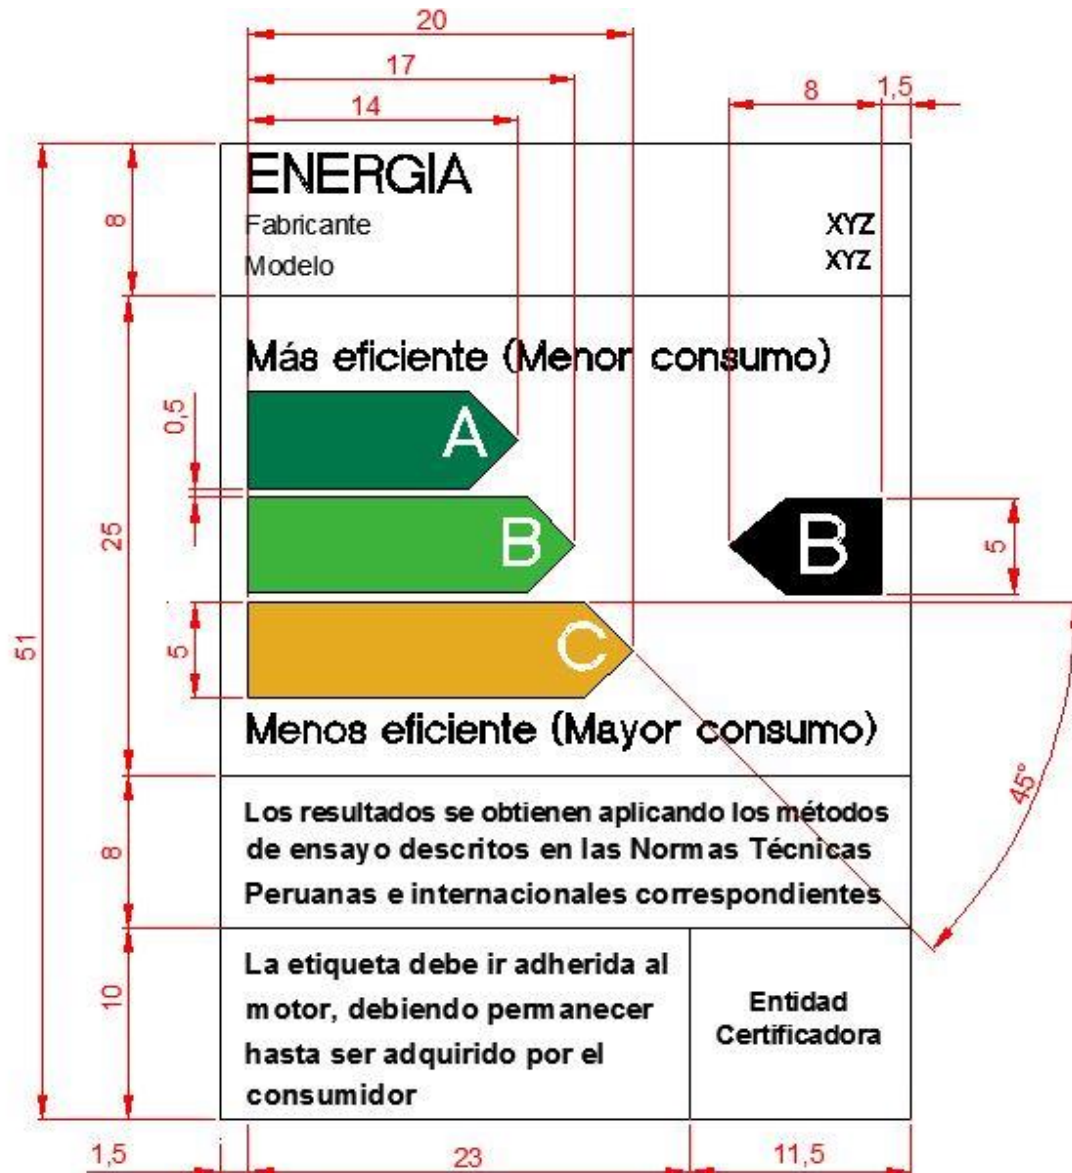 20
17
14
8
1,5
ENERGIA
Fabricante XYZ
Modelo XYZ
8
Más eficiente (Menor consumo)
0,5
A
B
B
5
25
51
5
C
Menos eficiente (Mayor consumo)
45°
Los resultados se obtienen aplicando los métodos
de ensayo descritos en las Normas Técnicas
Peruanas e internacionales correspondientes
8
La etiqueta debe ir adherida al
motor, debiendo permanecer
hasta ser adquirido por el
consumidor
10
Entidad
Certificadora
1,5
23
11,5